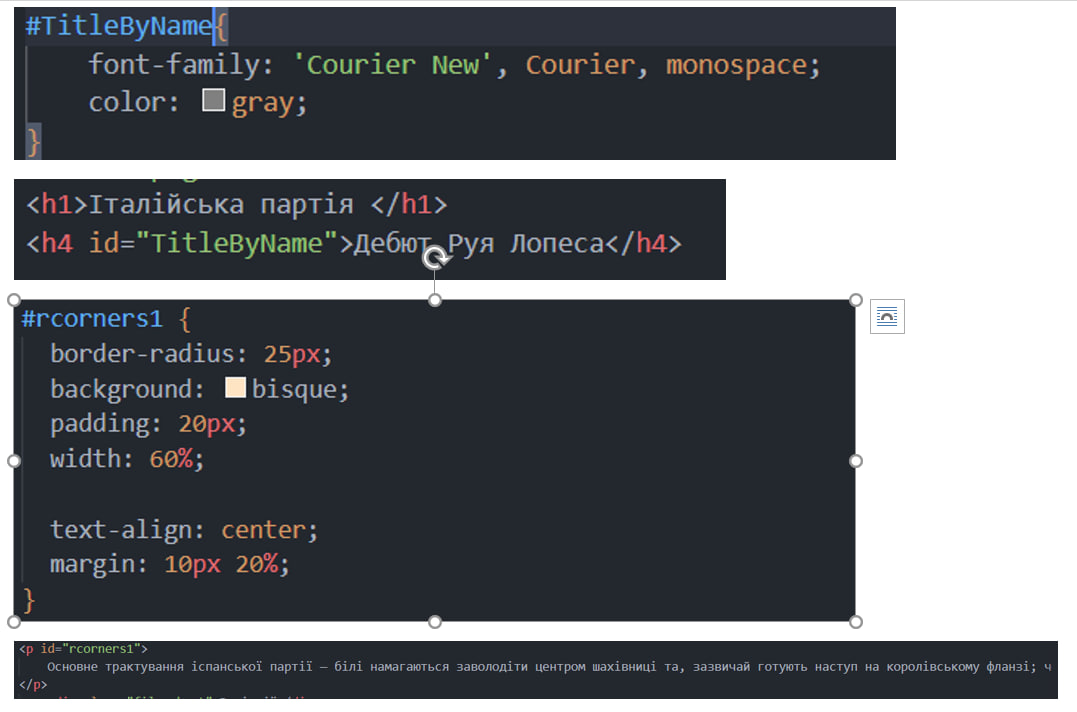 #TitleByName{
font-family: 'Courier New', Courier, monospace;
color: gray;
}
<h1>Італійська партія </h1>
<h4 id="TitleByName">Дебют Руя Лопеса</h4>
#rcorners1 {
border-radius: 25px;
background: bisque;
padding: 20px;
width: 60%;
text-align: center;
margin: 10px 20%;
}
<p id="rcorners1">
Основне трактування іспанської партії — білі намагаються заволодіти центром шахівниці та, зазвичай готують наступ на королівському фланзі; ч
</p>